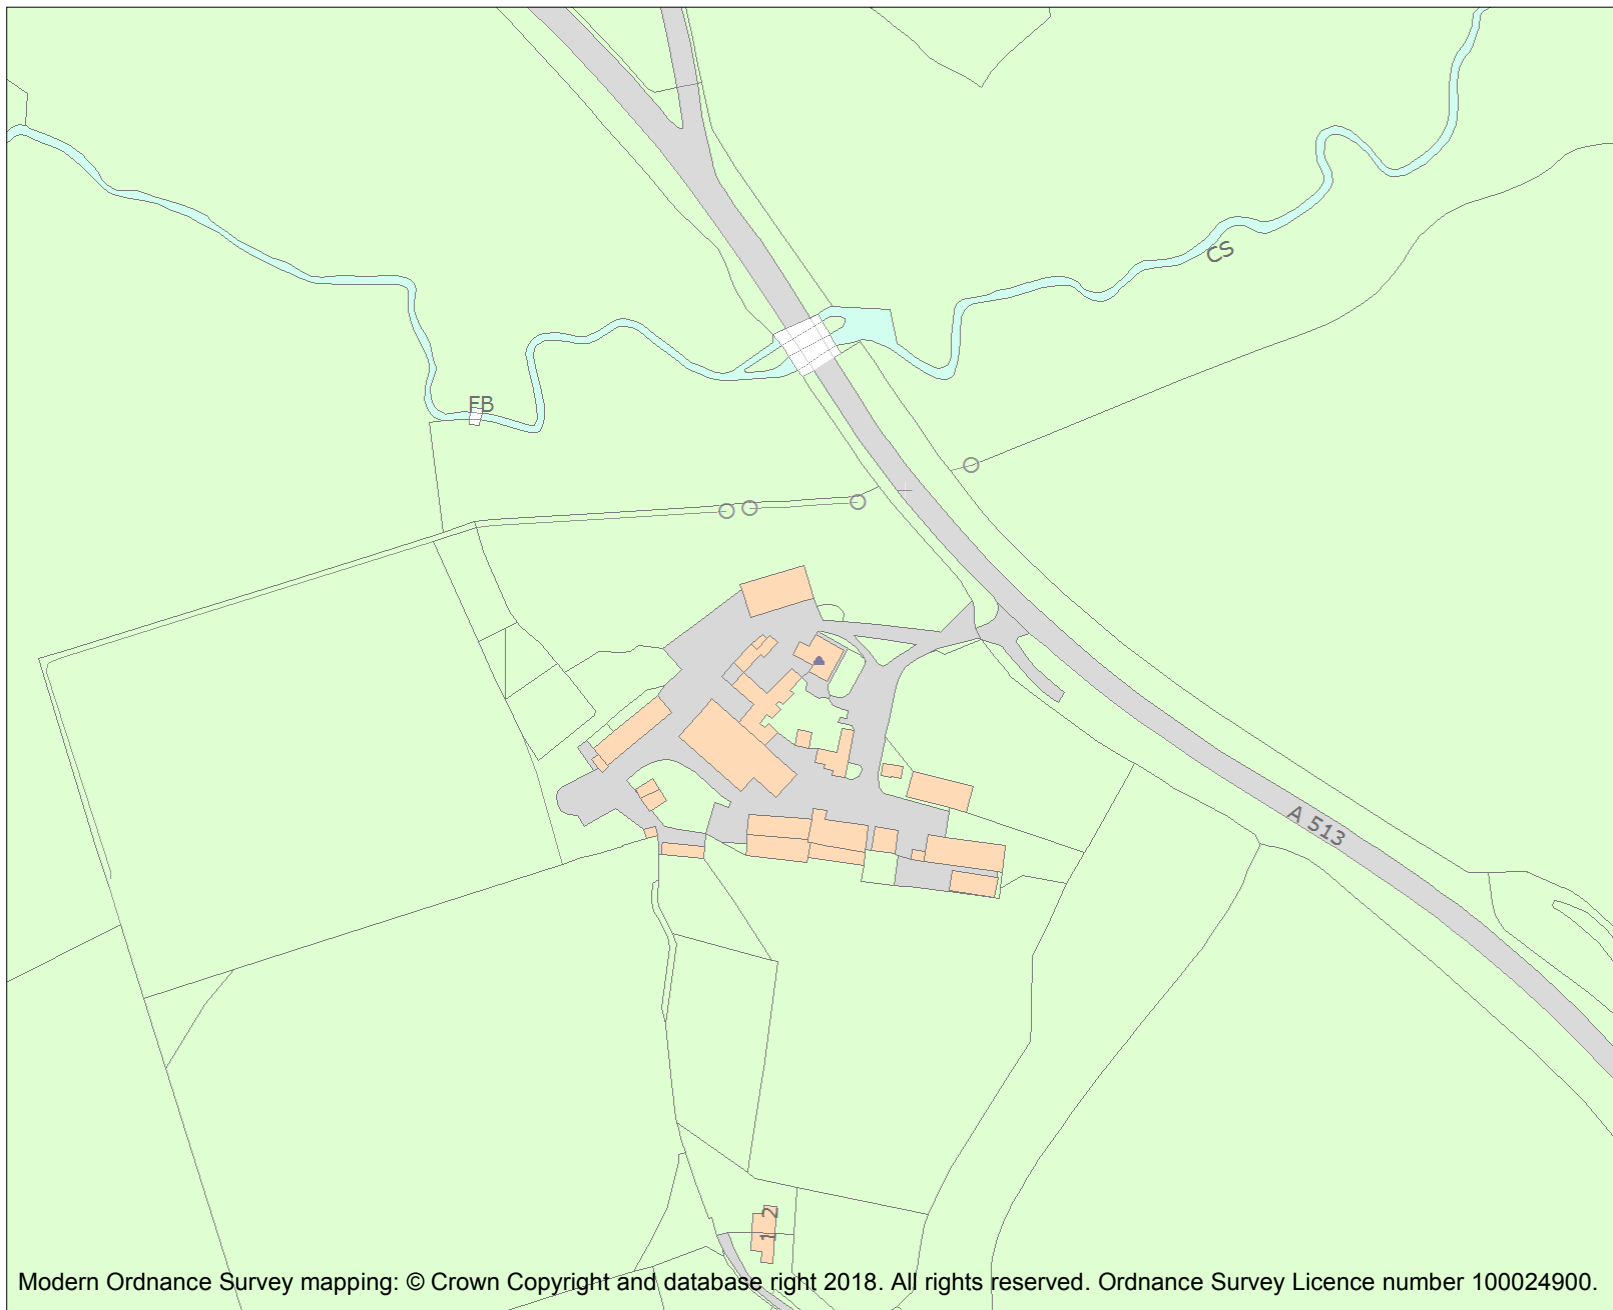 CS
FB
A 513
1 2
Modern Ordnance Survey mapping: © Crown Copyright and database right 2018. All rights reserved. Ordnance Survey Licence number 100024900.